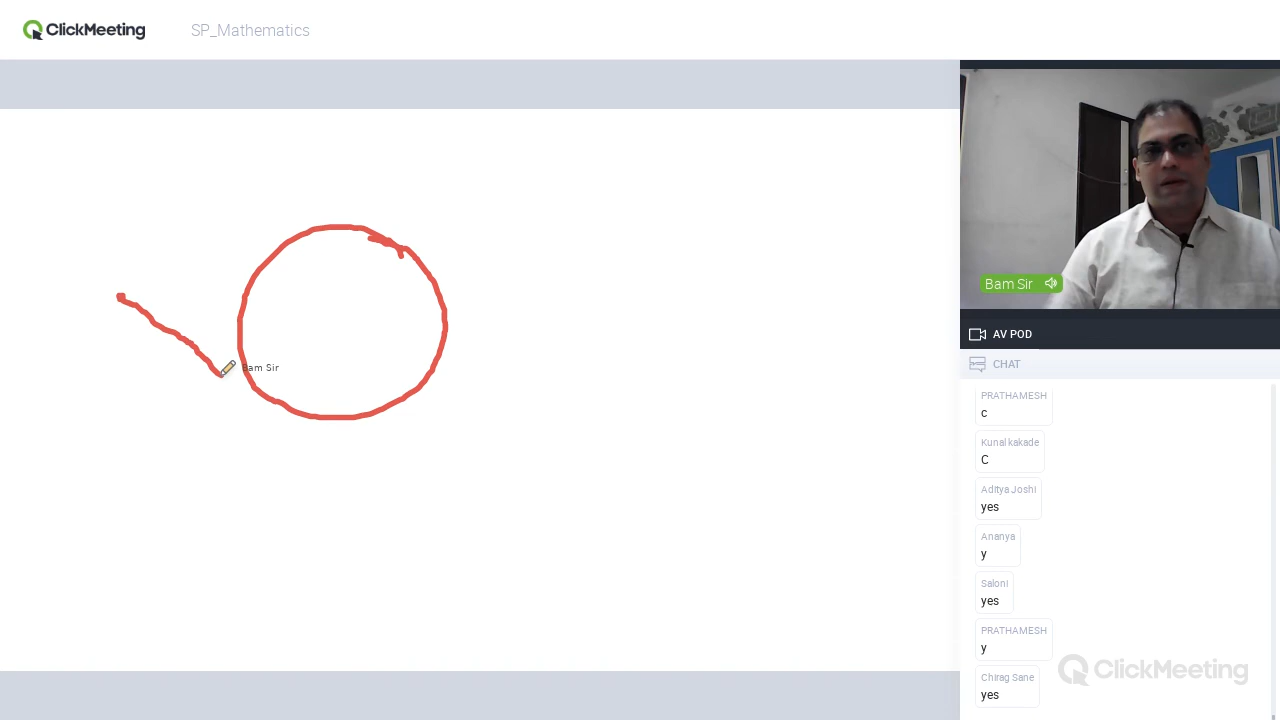 ClickMeeting
SP_Mathematics
Bam Sir
Bam Sir
AV POD
CHAT
PRATHAMESH
c
Kunal kakade
C
Aditya Joshi
yes
Ananya
y
Saloni
yes
PRATHAMESH
y
Chirag Sane
yes
ClickMeeting